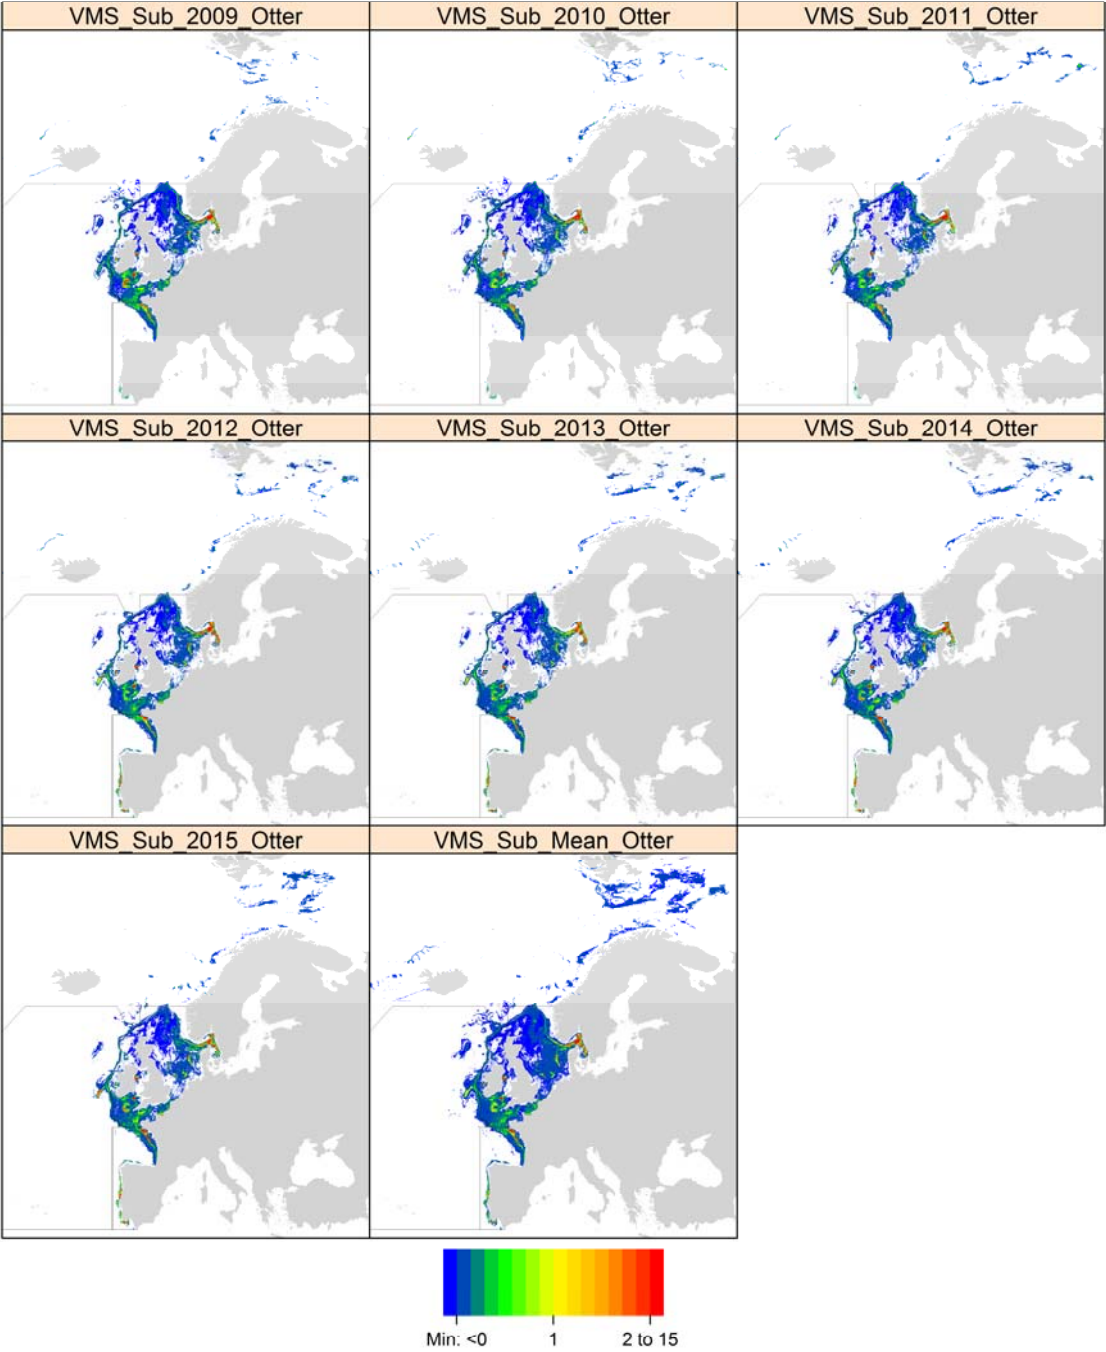 VMS_Sub_2009_Otter
VMS_Sub_2010_Otter
VMS_Sub_2011_Otter
VMS_Sub_2012_Otter
VMS_Sub_2013_Otter
VMS_Sub_2014_Otter
VMS_Sub_2015_Otter
VMS_Sub_Mean_Otter
Min: <0 1 2 to 15